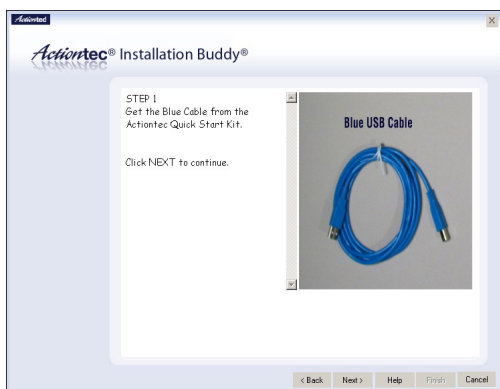 Actiontec
Actiontec® Installation Buddy®
STEP 1
Get the Blue Cable from the
Actiontec Quick Start Kit.
Click NEXT to continue.
Blue USB Cable
< Back Next > Help Finish Cancel